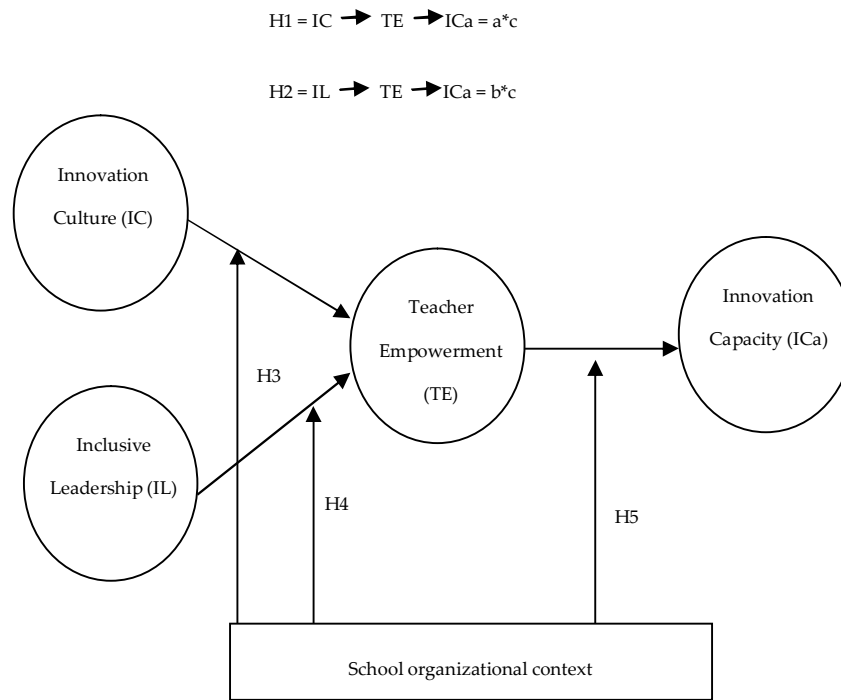 H1 = IC → TE → ICa = a*c
H2 = IL → TE → ICa = b*c
Innovation
Culture (IC)
Teacher
Empowerment
(TE)
Innovation
Capacity (ICa)
H3
Inclusive
Leadership (IL)
H4
H5
School organizational context